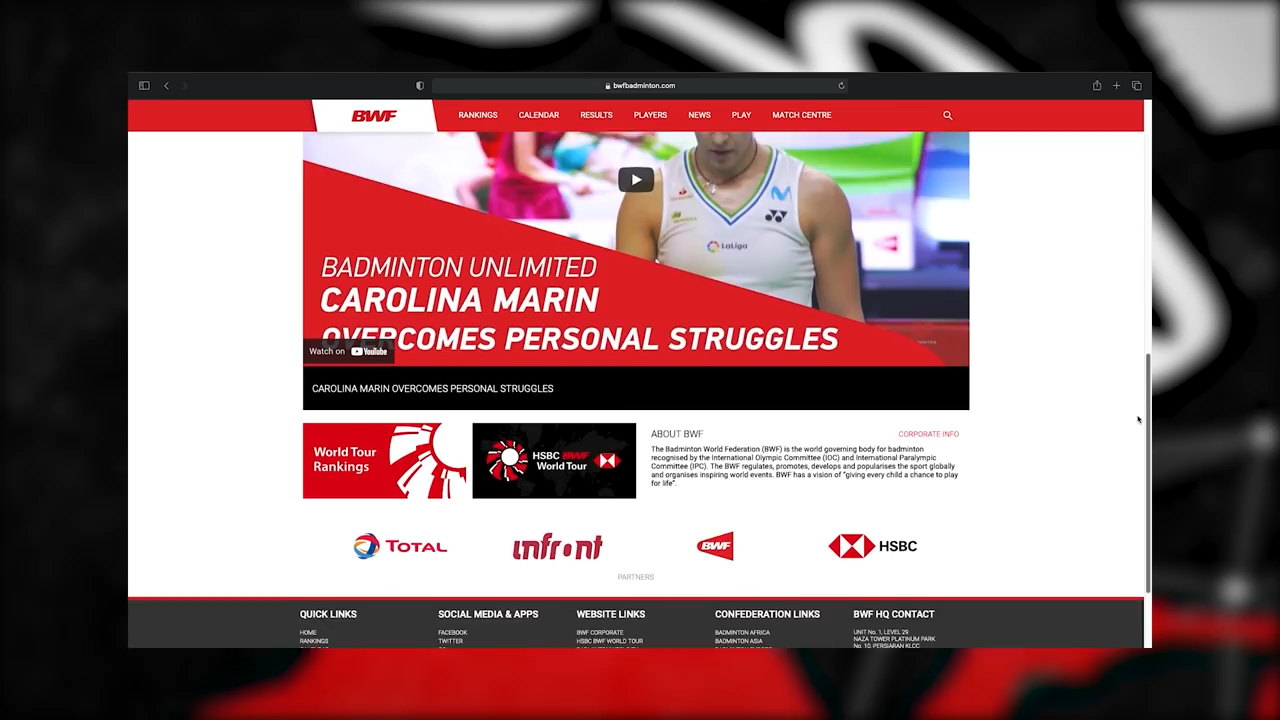 bwfbadminton.com
BWF
RANKINGS
CALENDAR
RESULTS
PLAYERS
NEWS
PLAY
MATCH CENTRE
LaLiga
BADMINTON UNLIMITED
CAROLINA MARIN
OVERCOMES PERSONAL STRUGGLES
Watch on YouTube
CAROLINA MARIN OVERCOMES PERSONAL STRUGGLES
World Tour
Rankings
HSBC BWF
World Tour
ABOUT BWF
CORPORATE INFO
The Badminton World Federation (BWF) is the world governing body for badminton
recognised by the International Olympic Committee (IOC) and International Paralympic
Committee (IPC). The BWF regulates, promotes, develops and popularises the sport globally
and organises inspiring world events. BWF has a vision of "giving every child a chance to play
for life".
TOTAL
infront
BWF
HSBC
PARTNERS
QUICK LINKS
SOCIAL MEDIA & APPS
WEBSITE LINKS
CONFEDERATION LINKS
BWF HQ CONTACT
HOME
FACEBOOK
BWF CORPORATE
BADMINTON AFRICA
UNIT No. 1, LEVEL 29
RANKINGS
TWITTER
HSBC BWF WORLD TOUR
BADMINTON ASIA
NAZA TOWER PLATINUM PARK
No. 10, PERSIARAN KLCC